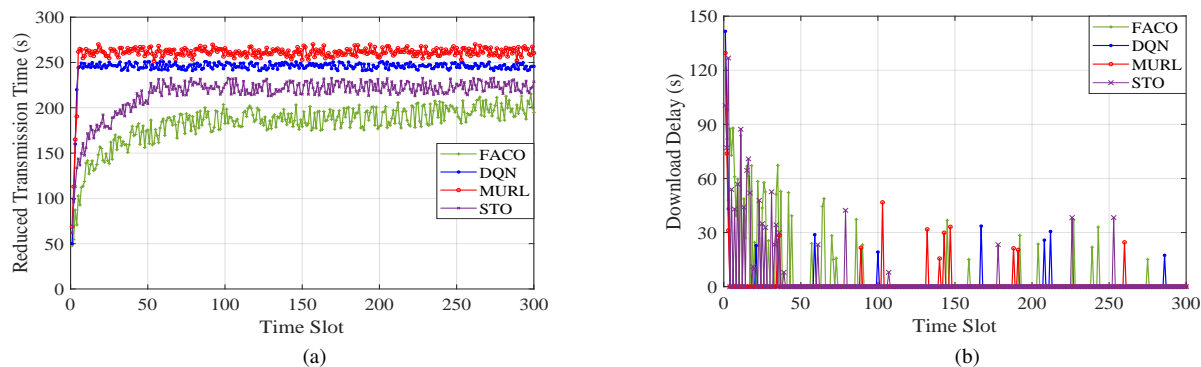 300
250
200
150
100
50
0
Reduced Transmission Time (s)
0 50 100 150 200 250 300
Time Slot
FACO
DQN
MURL
STO
(a)
150
120
90
60
30
0
Download Delay (s)
0 50 100 150 200 250 300
Time Slot
FACO
DQN
MURL
STO
(b)